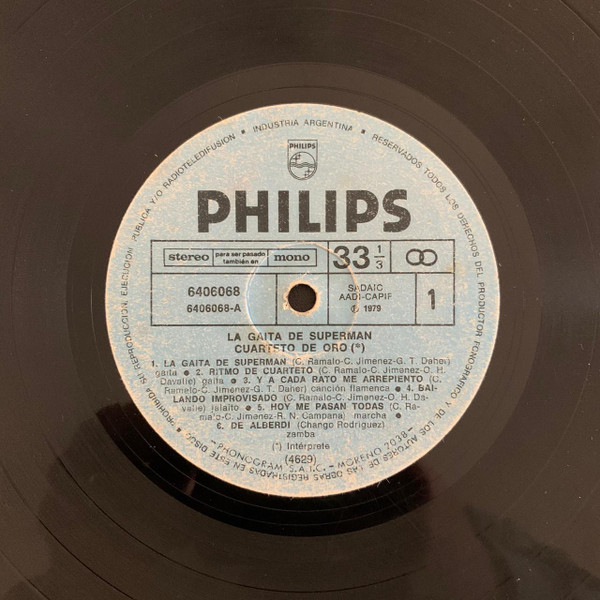 INDUSTRIA ARGENTINA • RESERVADOS TODOS LOS DERECHOS DEL PRODUCTOR FONOGRAFICO Y DE LOS AUTORES DE LAS OBRAS REGISTRADAS EN ESTE DISCO
PROHIBIDA SU REPRODUCCION, EJECUCION PUBLICA Y/O RADIOTELEDIFUSION •
PHILIPS
PHILIPS
stereo para ser pasado también en mono
33 1/3
6406068
6406068-A
SADAIC
AADI-CAPIF
℗ 1979
1
LA GAITA DE SUPERMAN
CUARTETO DE ORO (*)
1. LA GAITA DE SUPERMAN (C. Ramalo-C. Jimenez-G. T. Daher)
gaita • 2. RITMO DE CUARTETO (C. Ramalo-C. Jimenez-O. H.
Davalle) gaita • 3. Y A CADA RATO ME ARREPIENTO (C.
Ramelo-C. Jimenez-G. T. Daher) canción flamenca • 4. BAI-
LANDO IMPROVISADO (C. Ramalo-C. Jimenez-O. H. Da-
valle) jalaito • 5. HOY ME PASAN TODAS (C. Ra-
malo-C. Jimenez-R. N. Campana) marcha •
6. DE ALBERDI (Chango Rodriguez)
zamba
(*) Intérprete
(4629)
-PHONOGRAM S.A.I.C. - MORENO 2038-